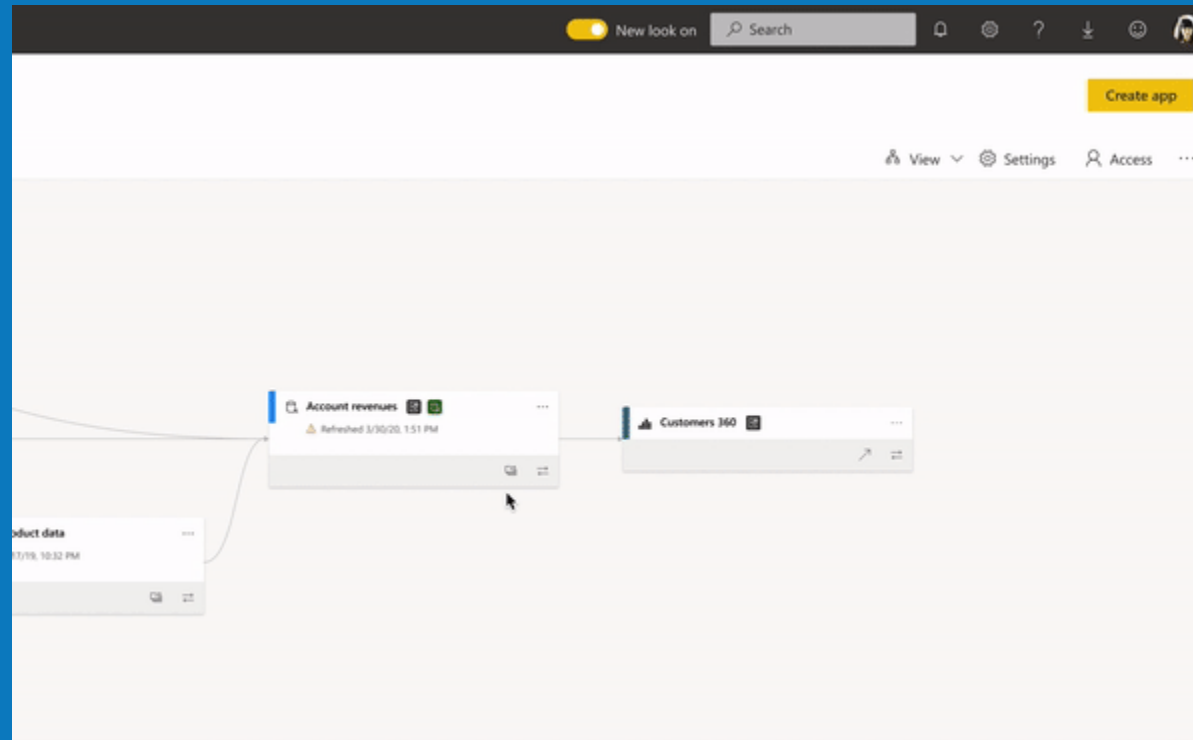 New look on
Search
?
Create app
View
Settings
Access
Account revenues
Refreshed 3/30/20, 1:51 PM
Customers 360
oduct data
17/19, 10:32 PM